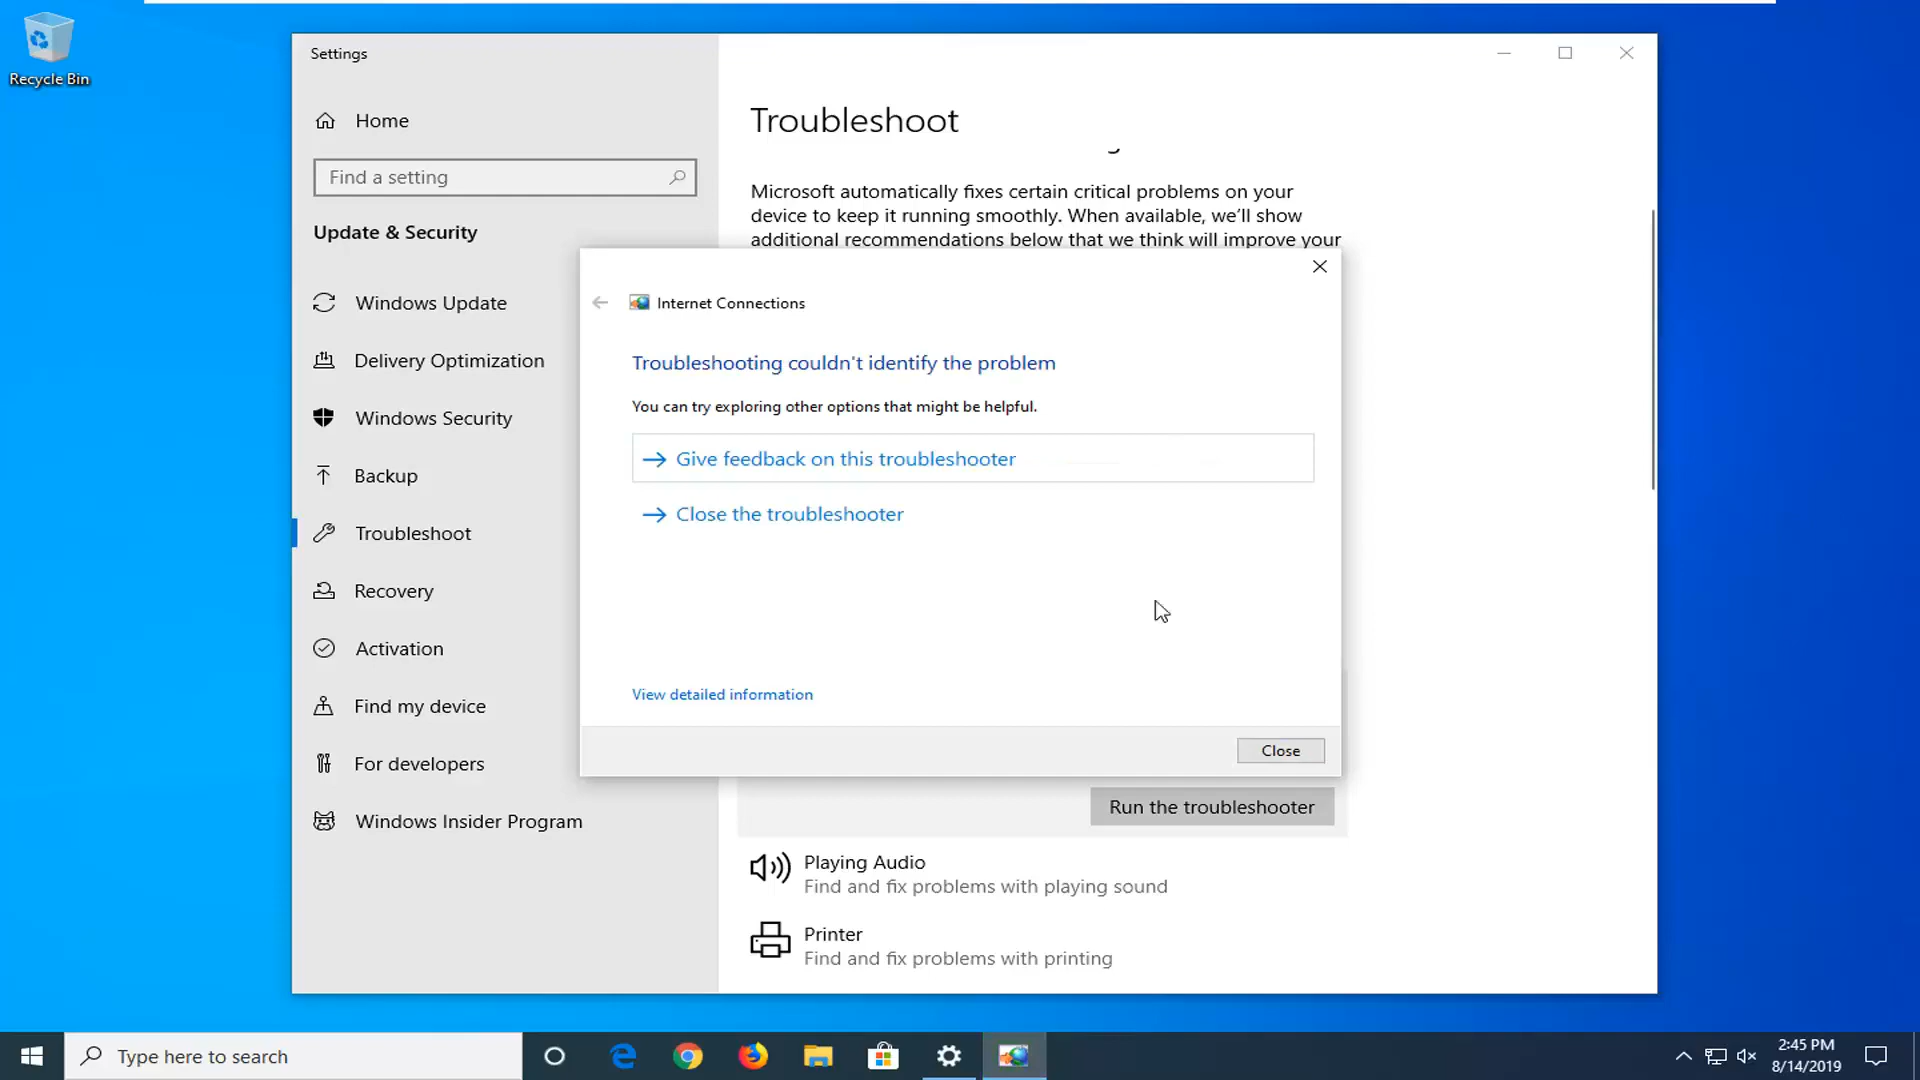 Recycle Bin
Settings
Home
Find a setting
Update & Security
Windows Update
Delivery Optimization
Windows Security
Backup
Troubleshoot
Recovery
Activation
Find my device
For developers
Windows Insider Program
Troubleshoot
Microsoft automatically fixes certain critical problems on your
device to keep it running smoothly. When available, we'll show
additional recommendations below that we think will improve your
Internet Connections
Troubleshooting couldn't identify the problem
You can try exploring other options that might be helpful.
Give feedback on this troubleshooter
Close the troubleshooter
View detailed information
Close
Run the troubleshooter
Playing Audio
Find and fix problems with playing sound
Printer
Find and fix problems with printing
Type here to search
2:45 PM
8/14/2019